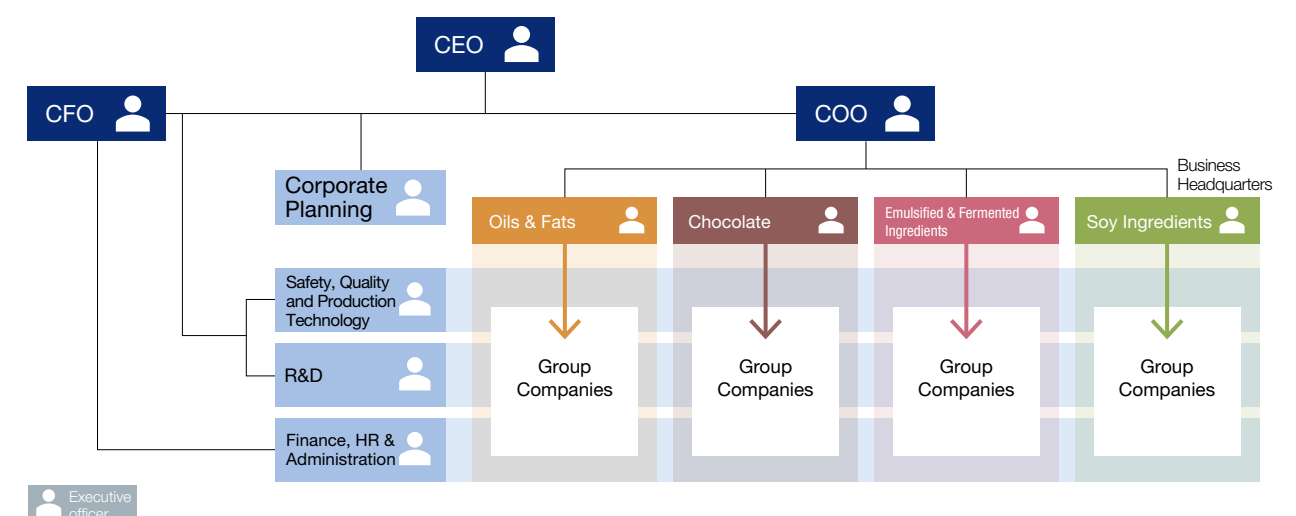 CEO
CFO
COO
Business
Headquarters
Corporate
Planning
Oils & Fats
Chocolate
Emulsified & Fermented
Ingredients
Soy Ingredients
Safety, Quality
and Production
Technology
R&D
Finance, HR &
Administration
Group
Companies
Group
Companies
Group
Companies
Group
Companies
Executive
officer